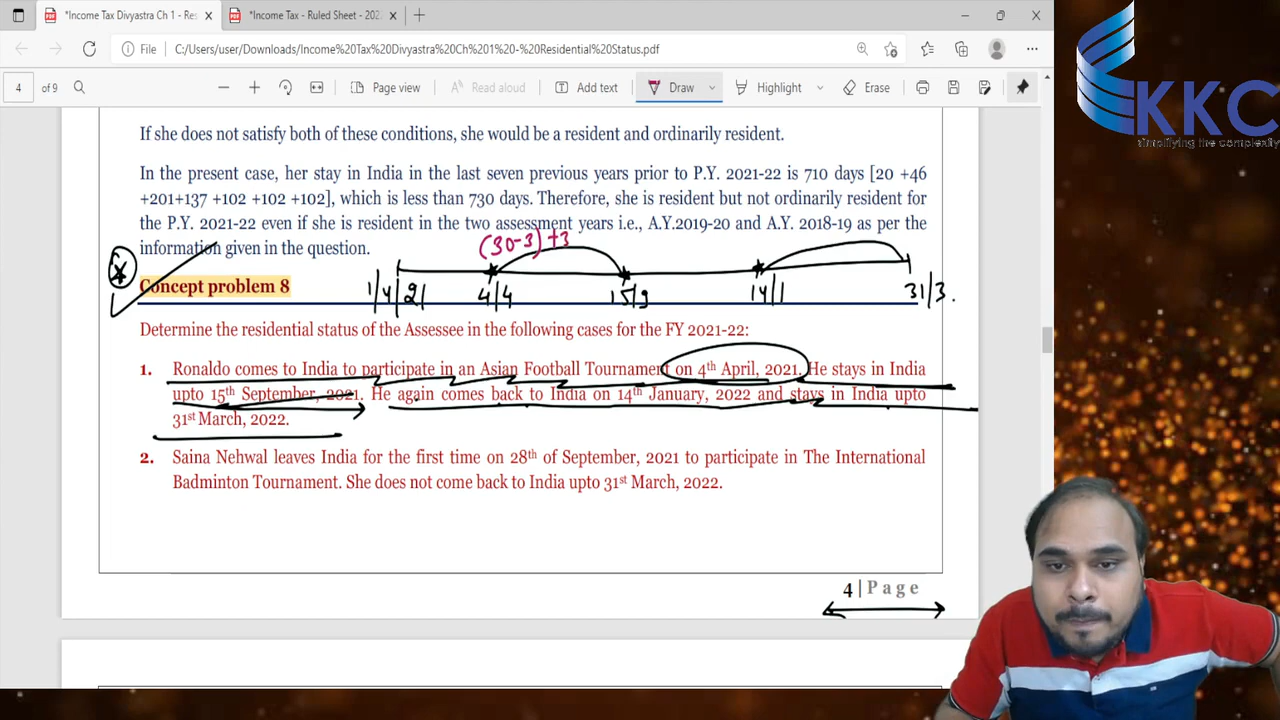 *Income Tax Divyastra Ch 1 - Res
*Income Tax - Ruled Sheet - 202
File
C:/Users/user/Downloads/Income%20Tax%20Divyastra%20Ch%201%20-%20Residential%20Status.pdf
4 of 9
Page view
Read aloud
Add text
Draw
Highlight
Erase
KKC
simplifying the complexity
If she does not satisfy both of these conditions, she would be a resident and ordinarily resident.
In the present case, her stay in India in the last seven previous years prior to P.Y. 2021-22 is 710 days [20 +46
+201+137 +102 +102 +102], which is less than 730 days. Therefore, she is resident but not ordinarily resident for
the P.Y. 2021-22 even if she is resident in the two assessment years i.e., A.Y.2019-20 and A.Y. 2018-19 as per the
information given in the question.
(30-3)+3
Concept problem 8
1/4/21 4/4 15/9 14/1 31/3.
Determine the residential status of the Assessee in the following cases for the FY 2021-22:
1. Ronaldo comes to India to participate in an Asian Football Tournament on 4th April, 2021. He stays in India
upto 15th September, 2021. He again comes back to India on 14th January, 2022 and stays in India upto
31st March, 2022.
2. Saina Nehwal leaves India for the first time on 28th of September, 2021 to participate in The International
Badminton Tournament. She does not come back to India upto 31st March, 2022.
4 | Page